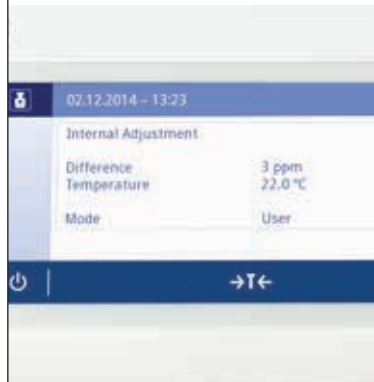 02.12.2014 – 13:23
Internal Adjustment
Difference 3 ppm
Temperature 22.0 °C
Mode User
→T←